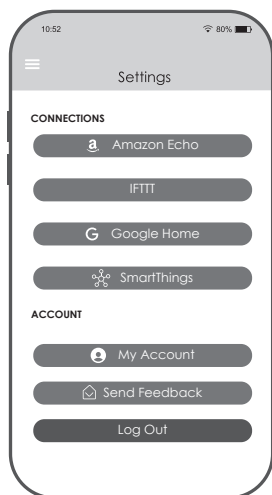 10:52 80%
Settings
CONNECTIONS
a Amazon Echo
IFTTT
G Google Home
SmartThings
ACCOUNT
My Account
Send Feedback
Log Out